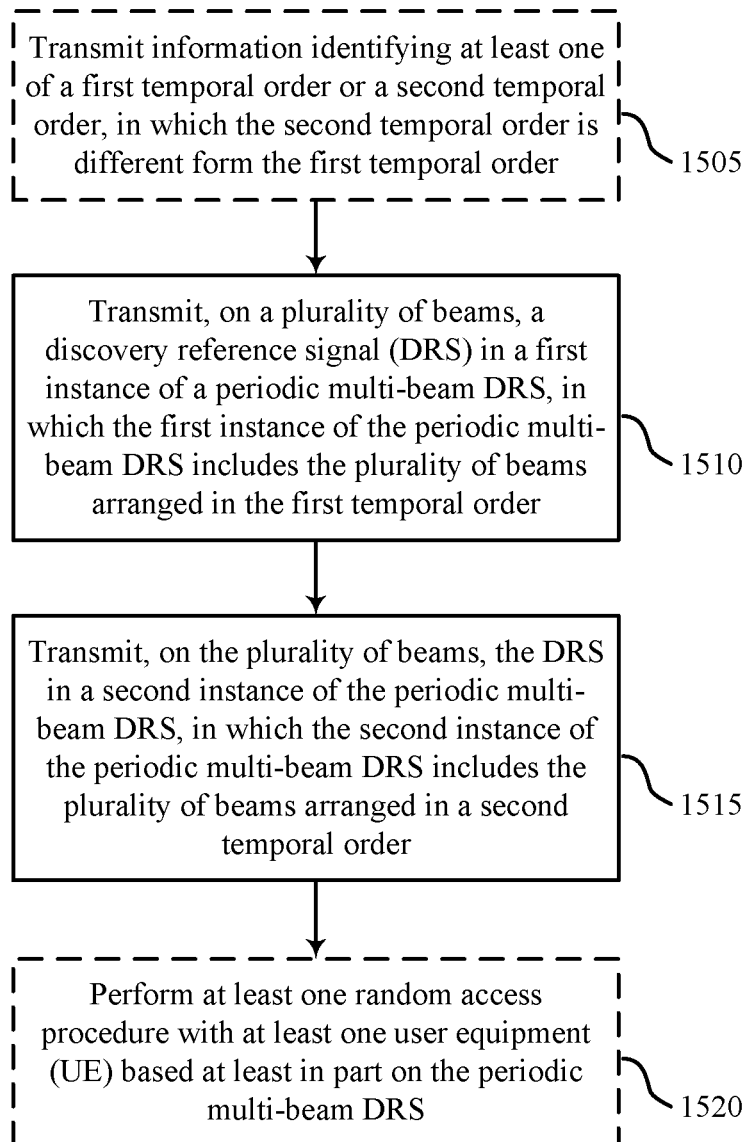 Transmit information identifying at least one
of a first temporal order or a second temporal
order, in which the second temporal order is
different form the first temporal order
1505
Transmit, on a plurality of beams, a
discovery reference signal (DRS) in a first
instance of a periodic multi-beam DRS, in
which the first instance of the periodic multi-
beam DRS includes the plurality of beams
arranged in the first temporal order
1510
Transmit, on the plurality of beams, the DRS
in a second instance of the periodic multi-
beam DRS, in which the second instance of
the periodic multi-beam DRS includes the
plurality of beams arranged in a second
temporal order
1515
Perform at least one random access
procedure with at least one user equipment
(UE) based at least in part on the periodic
multi-beam DRS
1520